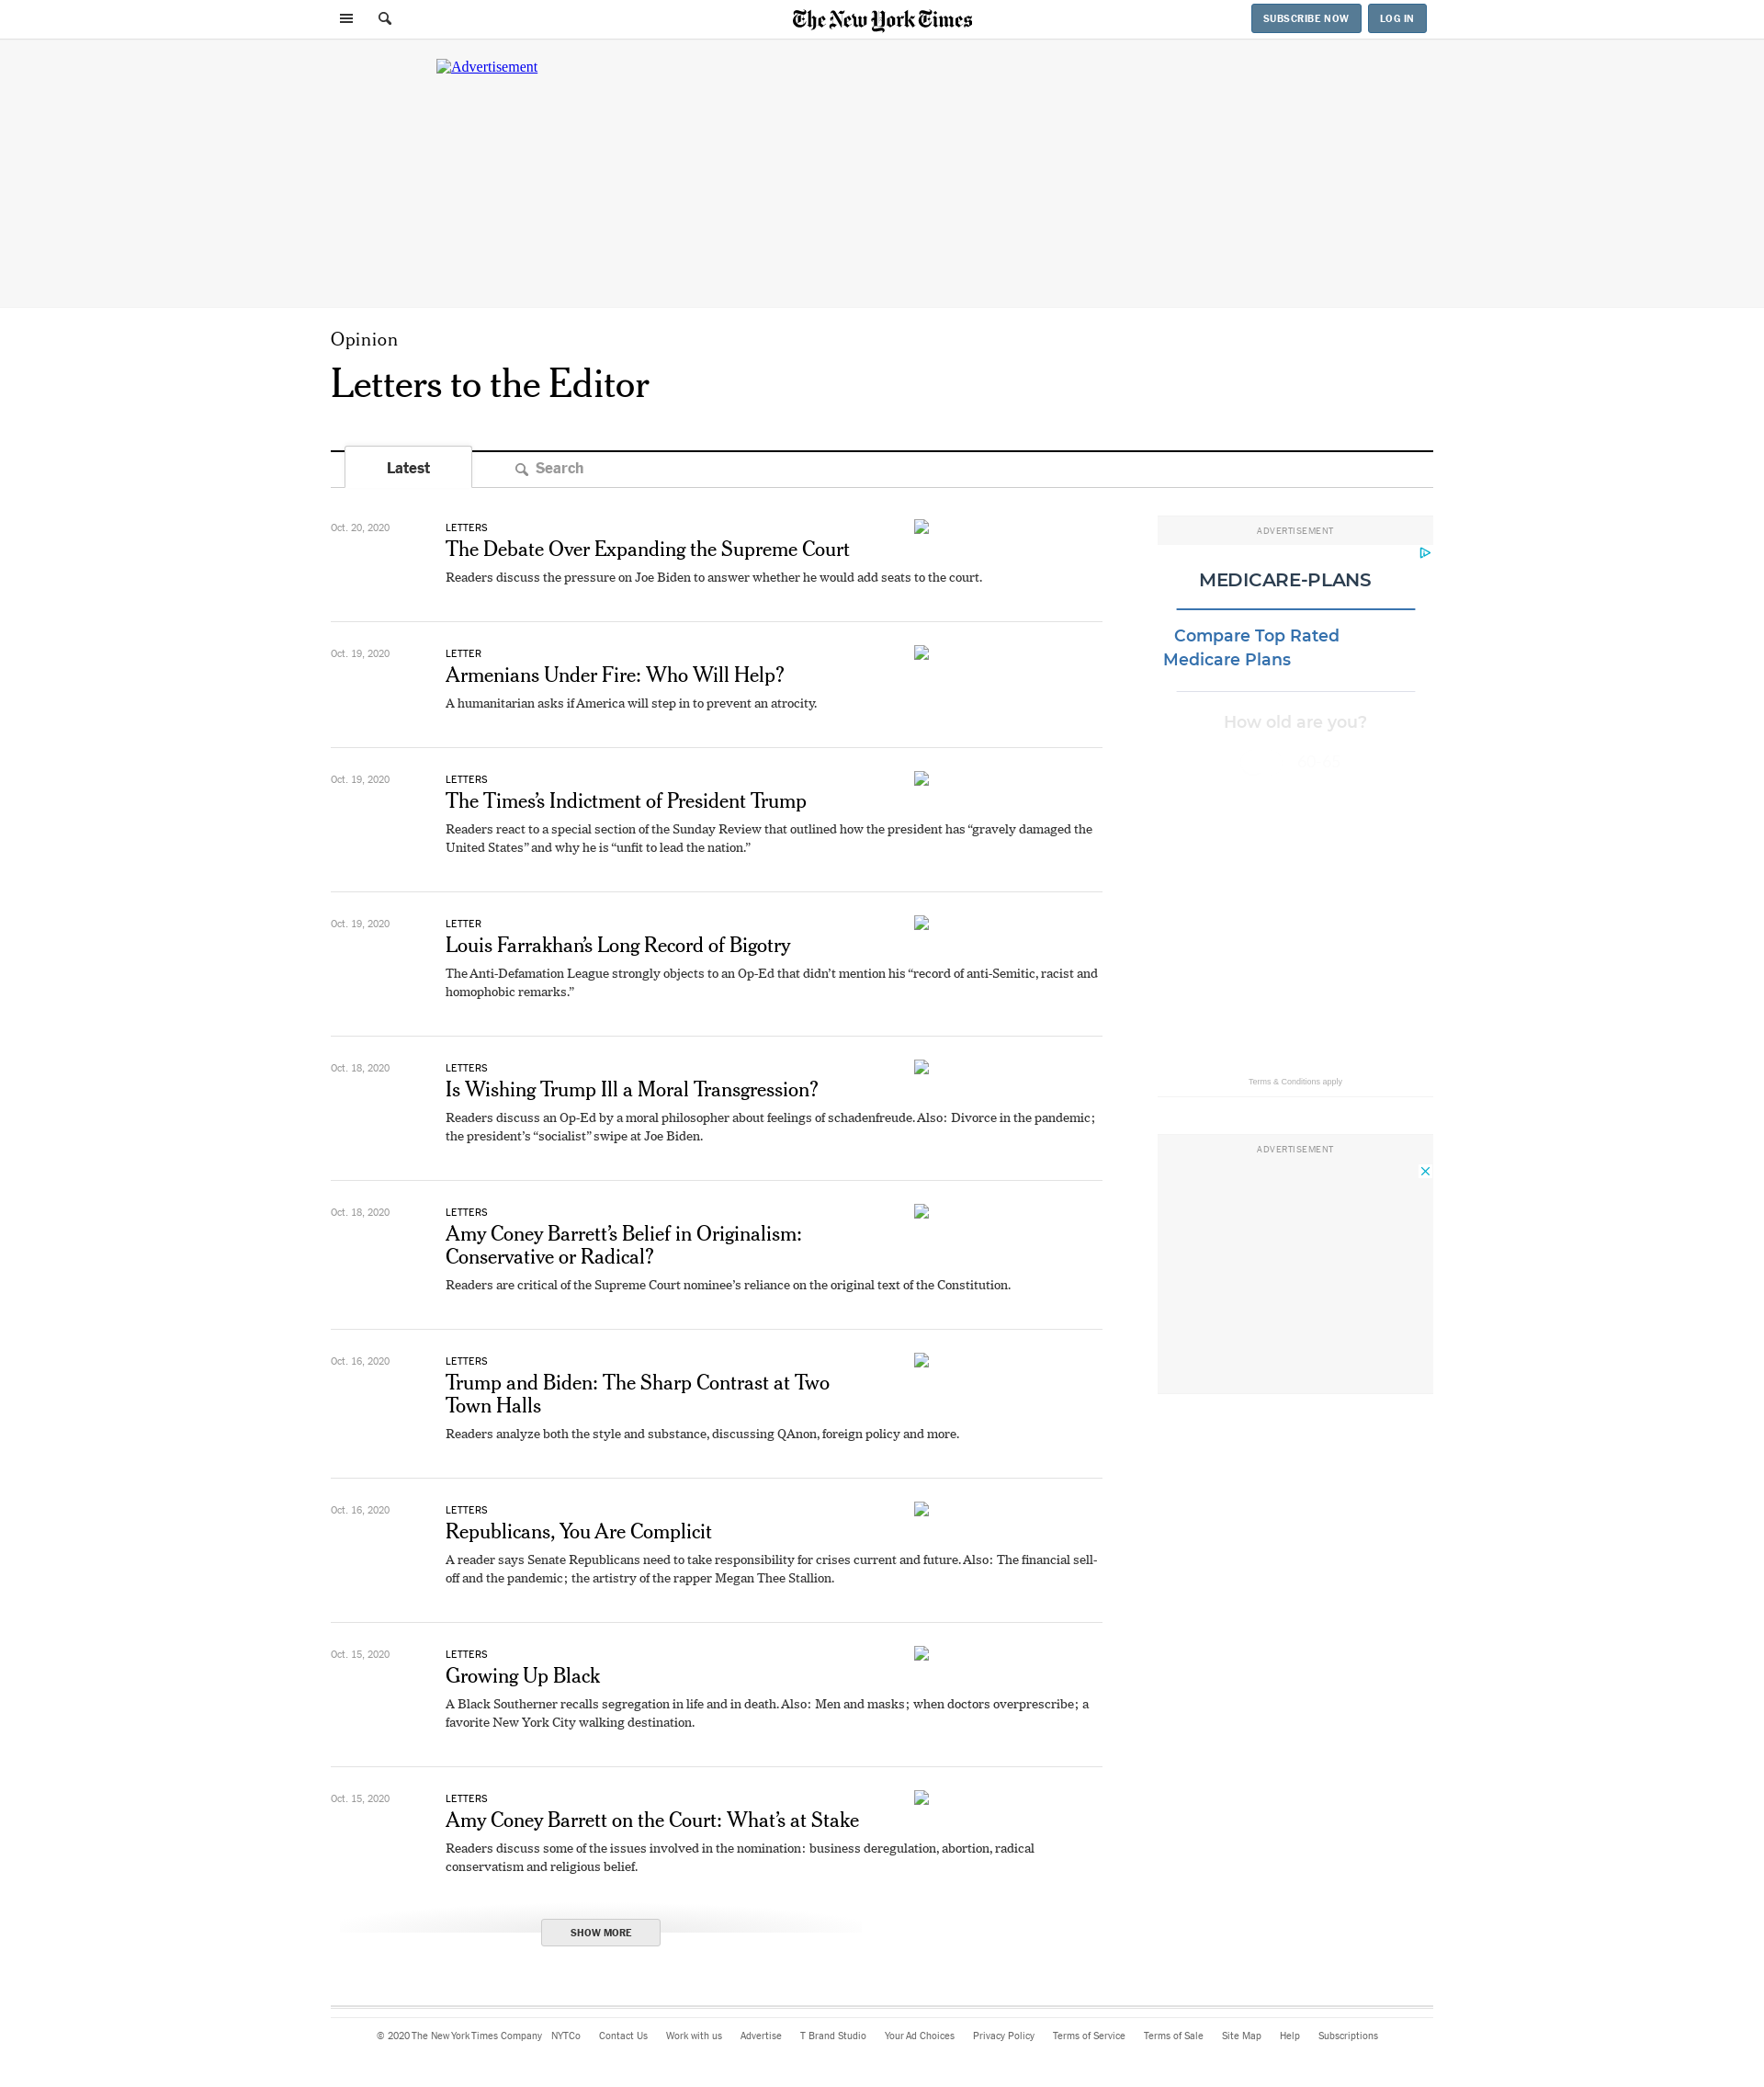 The New York Times
SUBSCRIBE NOW
LOG IN
Advertisement
Opinion
Letters to the Editor
Latest
Search
Oct. 20, 2020
LETTERS
The Debate Over Expanding the Supreme Court
Readers discuss the pressure on Joe Biden to answer whether he would add seats to the court.
Oct. 19, 2020
LETTER
Armenians Under Fire: Who Will Help?
A humanitarian asks if America will step in to prevent an atrocity.
Oct. 19, 2020
LETTERS
The Times’s Indictment of President Trump
Readers react to a special section of the Sunday Review that outlined how the president has “gravely damaged the
United States” and why he is “unfit to lead the nation.”
Oct. 19, 2020
LETTER
Louis Farrakhan’s Long Record of Bigotry
The Anti-Defamation League strongly objects to an Op-Ed that didn’t mention his “record of anti-Semitic, racist and
homophobic remarks.”
Oct. 18, 2020
LETTERS
Is Wishing Trump Ill a Moral Transgression?
Readers discuss an Op-Ed by a moral philosopher about feelings of schadenfreude. Also: Divorce in the pandemic;
the president’s “socialist” swipe at Joe Biden.
Oct. 18, 2020
LETTERS
Amy Coney Barrett’s Belief in Originalism:
Conservative or Radical?
Readers are critical of the Supreme Court nominee’s reliance on the original text of the Constitution.
Oct. 16, 2020
LETTERS
Trump and Biden: The Sharp Contrast at Two
Town Halls
Readers analyze both the style and substance, discussing QAnon, foreign policy and more.
Oct. 16, 2020
LETTERS
Republicans, You Are Complicit
A reader says Senate Republicans need to take responsibility for crises current and future. Also: The financial sell-
off and the pandemic; the artistry of the rapper Megan Thee Stallion.
Oct. 15, 2020
LETTERS
Growing Up Black
A Black Southerner recalls segregation in life and in death. Also: Men and masks; when doctors overprescribe; a
favorite New York City walking destination.
Oct. 15, 2020
LETTERS
Amy Coney Barrett on the Court: What’s at Stake
Readers discuss some of the issues involved in the nomination: business deregulation, abortion, radical
conservatism and religious belief.
SHOW MORE
ADVERTISEMENT
MEDICARE-PLANS
Compare Top Rated
Medicare Plans
How old are you?
Terms & Conditions apply
ADVERTISEMENT
© 2020 The New York Times Company NYTCo Contact Us Work with us Advertise T Brand Studio Your Ad Choices Privacy Policy Terms of Service Terms of Sale Site Map Help Subscriptions